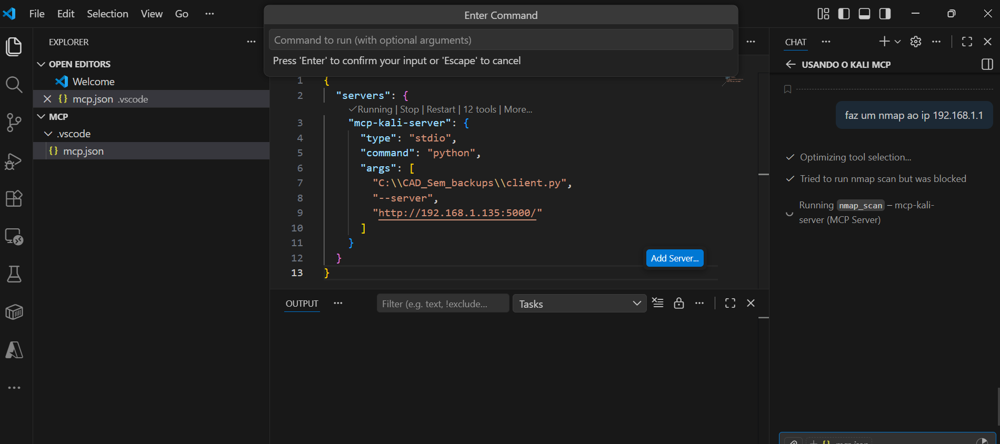 File Edit Selection View Go ···
Enter Command
Command to run (with optional arguments)
Press 'Enter' to confirm your input or 'Escape' to cancel
EXPLORER ···
OPEN EDITORS
Welcome
{} mcp.json .vscode
MCP
.vscode
{} mcp.json
1 {
2 "servers": {
✓Running | Stop | Restart | 12 tools | More...
3 "mcp-kali-server": {
4 "type": "stdio",
5 "command": "python",
6 "args": [
7 "C:\\CAD_Sem_backups\\client.py",
8 "--server",
9 "http://192.168.1.135:5000/"
10 ]
11 }
12 }
13 }
Add Server...
OUTPUT ···
Filter (e.g. text, !exclude...
Tasks
CHAT ···
USANDO O KALI MCP
faz um nmap ao ip 192.168.1.1
✓ Optimizing tool selection...
✓ Tried to run nmap scan but was blocked
Running nmap_scan – mcp-kali-
server (MCP Server)